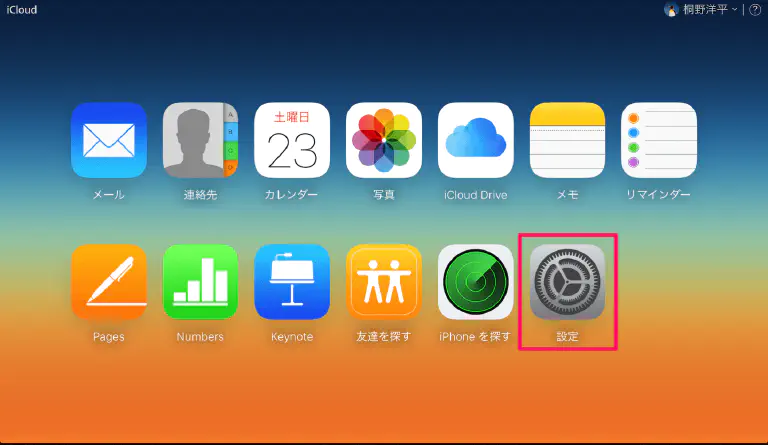 iCloud
桐野洋平
?
土曜日
23
A
B
C
D
メール
連絡先
カレンダー
写真
iCloud Drive
メモ
リマインダー
Pages
Numbers
Keynote
友達を探す
iPhone を探す
設定